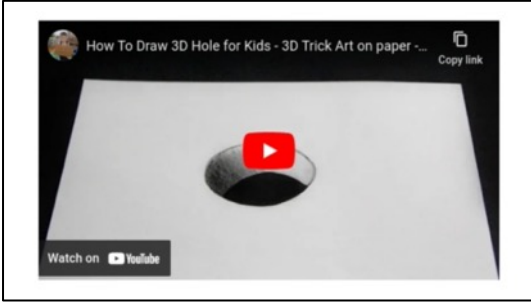 How To Draw 3D Hole for Kids - 3D Trick Art on paper -...
Copy link
Watch on YouTube